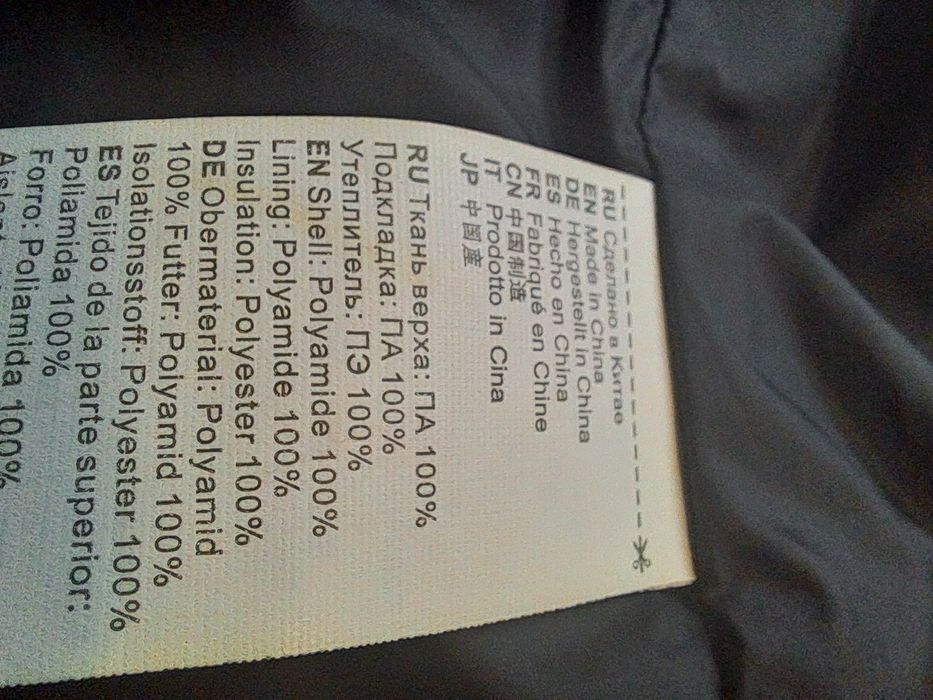 RU Сделано в Китае
EN Made in China
DE Hergestellt in China
ES Hecho en China
FR Fabriqué en Chine
CN 中国制造
IT Prodotto in Cina
JP 中国産
RU Ткань верха: ПА 100%
Подкладка: ПА 100%
Утеплитель: ПЭ 100%
EN Shell: Polyamide 100%
Lining: Polyamide 100%
Insulation: Polyester 100%
DE Obermaterial: Polyamid
100% Futter: Polyamid 100%
Isolationsstoff: Polyester 100%
ES Tejido de la parte superior:
Poliamida 100%
Forro: Poliamida 100%